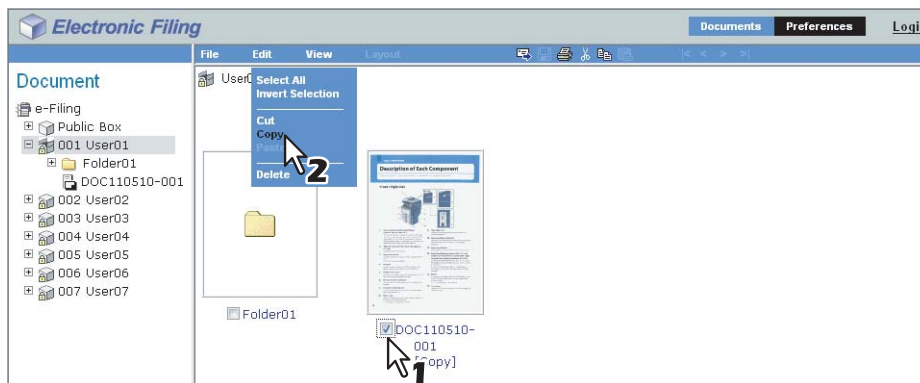 Electronic Filing
Documents Preferences
File Edit View Layout
|< < > >|
Document
e-Filing
Public Box
001 User01
Folder01
DOC110510-001
002 User02
003 User03
004 User04
005 User05
006 User06
007 User07
Select All
Invert Selection
Cut
Copy
Paste
Delete
2
Description of Each Component
Folder01
DOC110510-
001
[Copy]
1